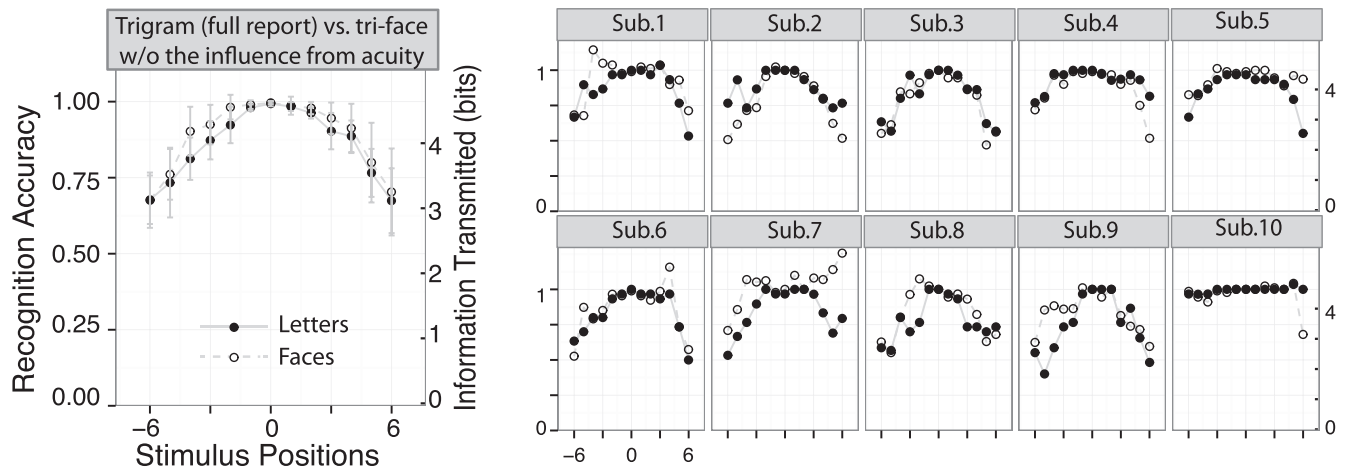 Trigram (full report) vs. tri-face
w/o the influence from acuity
Recognition Accuracy
1.00
0.75
0.50
0.25
0.00
Letters
Faces
4
3
2
1
0
Information Transmitted (bits)
−6 0 6
Stimulus Positions
Sub.1 Sub.2 Sub.3 Sub.4 Sub.5
1
0
4
2
0
Sub.6 Sub.7 Sub.8 Sub.9 Sub.10
1
0
4
2
0
−6 0 6